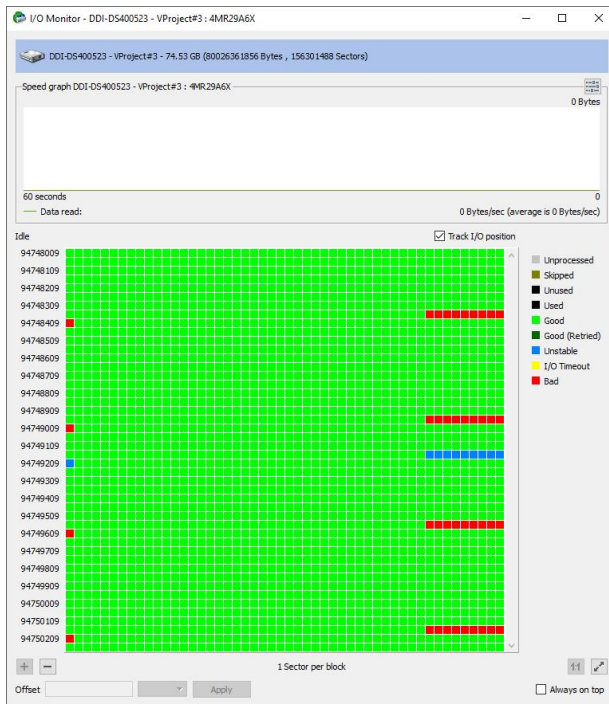 I/O Monitor - DDI-DS400523 - VProject#3 : 4MR29A6X
DDI-DS400523 - VProject#3 - 74.53 GB (80026361856 Bytes , 156301488 Sectors)
Speed graph DDI-DS400523 - VProject#3 : 4MR29A6X
0 Bytes
60 seconds 0
Data read: 0 Bytes/sec (average is 0 Bytes/sec)
Idle Track I/O position
94748009
94748109
94748209
94748309
94748409
94748509
94748609
94748709
94748809
94748909
94749009
94749109
94749209
94749309
94749409
94749509
94749609
94749709
94749809
94749909
94750009
94750109
94750209
Unprocessed
Skipped
Unused
Used
Good
Good (Retried)
Unstable
I/O Timeout
Bad
+ − 1 Sector per block 1:1
Offset Apply Always on top